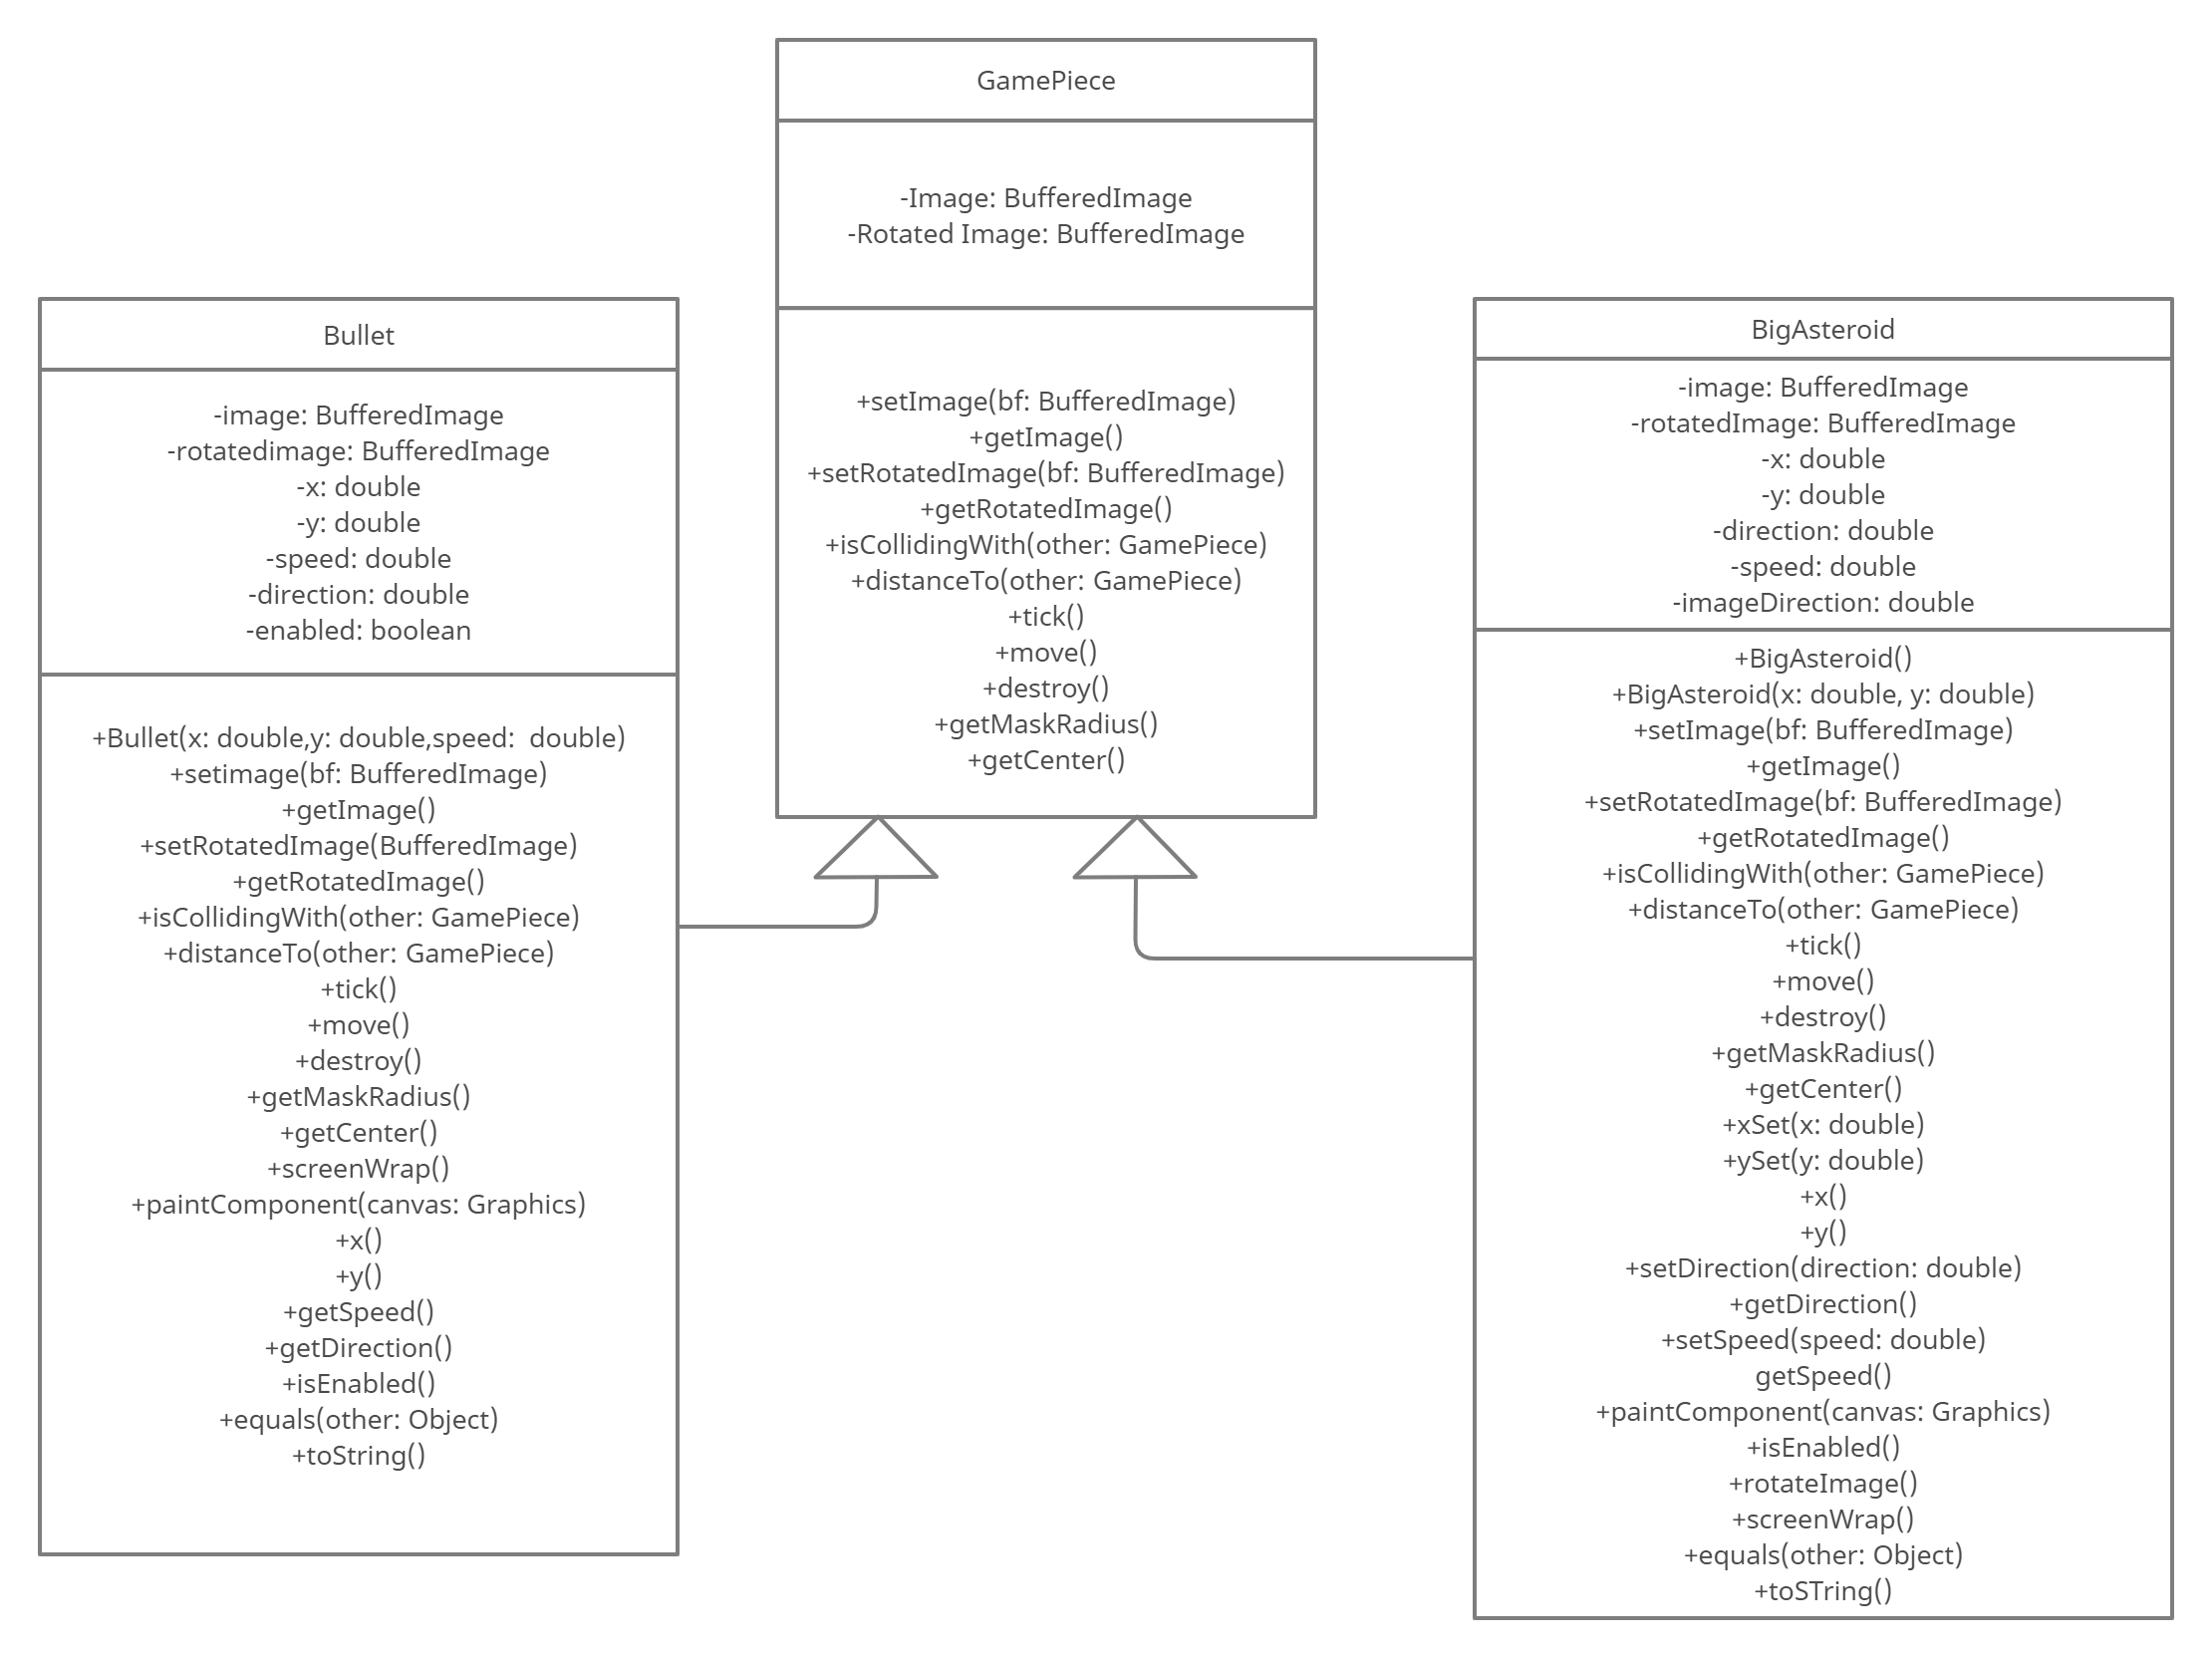 GamePiece
-Image: BufferedImage
-Rotated Image: BufferedImage
+setImage(bf: BufferedImage)
+getImage()
+setRotatedImage(bf: BufferedImage)
+getRotatedImage()
+isCollidingWith(other: GamePiece)
+distanceTo(other: GamePiece)
+tick()
+move()
+destroy()
+getMaskRadius()
+getCenter()
Bullet
-image: BufferedImage
-rotatedimage: BufferedImage
-x: double
-y: double
-speed: double
-direction: double
-enabled: boolean
+Bullet(x: double,y: double,speed:  double)
+setimage(bf: BufferedImage)
+getImage()
+setRotatedImage(BufferedImage)
+getRotatedImage()
+isCollidingWith(other: GamePiece)
+distanceTo(other: GamePiece)
+tick()
+move()
+destroy()
+getMaskRadius()
+getCenter()
+screenWrap()
+paintComponent(canvas: Graphics)
+x()
+y()
+getSpeed()
+getDirection()
+isEnabled()
+equals(other: Object)
+toString()
BigAsteroid
-image: BufferedImage
-rotatedImage: BufferedImage
-x: double
-y: double
-direction: double
-speed: double
-imageDirection: double
+BigAsteroid()
+BigAsteroid(x: double, y: double)
+setImage(bf: BufferedImage)
+getImage()
+setRotatedImage(bf: BufferedImage)
+getRotatedImage()
+isCollidingWith(other: GamePiece)
+distanceTo(other: GamePiece)
+tick()
+move()
+destroy()
+getMaskRadius()
+getCenter()
+xSet(x: double)
+ySet(y: double)
+x()
+y()
+setDirection(direction: double)
+getDirection()
+setSpeed(speed: double)
getSpeed()
+paintComponent(canvas: Graphics)
+isEnabled()
+rotateImage()
+screenWrap()
+equals(other: Object)
+toSTring()